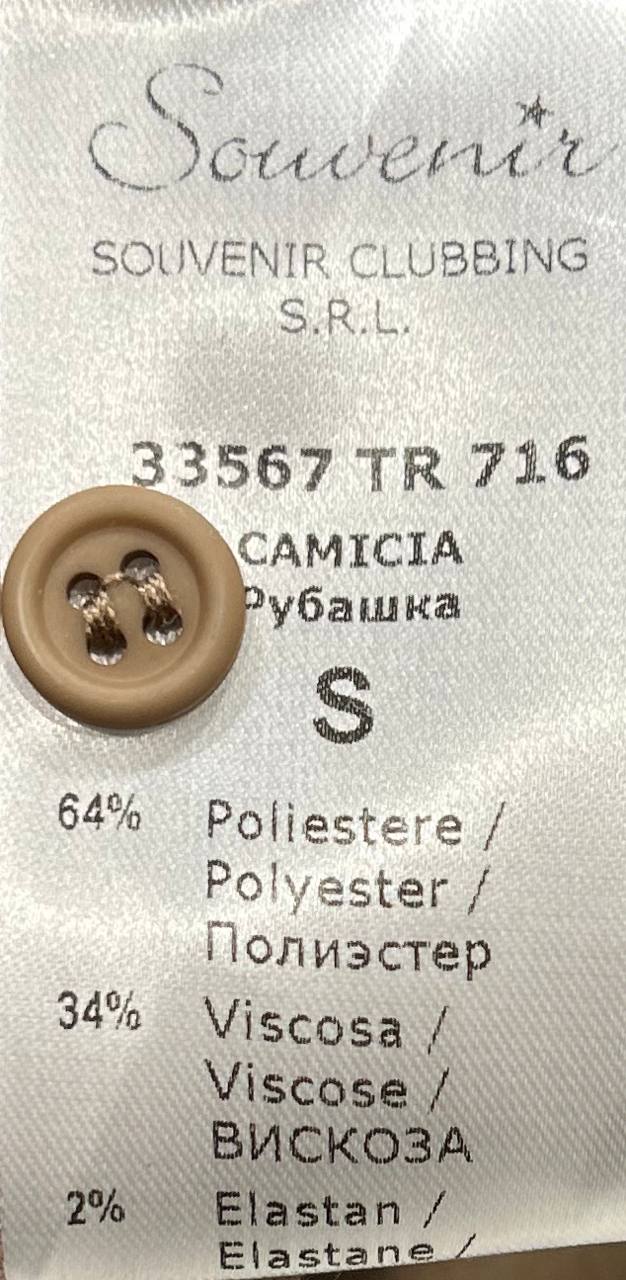 Souvenir
SOUVENIR CLUBBING
S.R.L.
33567 TR 716
CAMICIA
Рубашка
S
64% Poliestere /
Polyester /
Полиэстер
34% Viscosa /
Viscose /
ВИСКОЗА
2% Elastan /
Elastane /